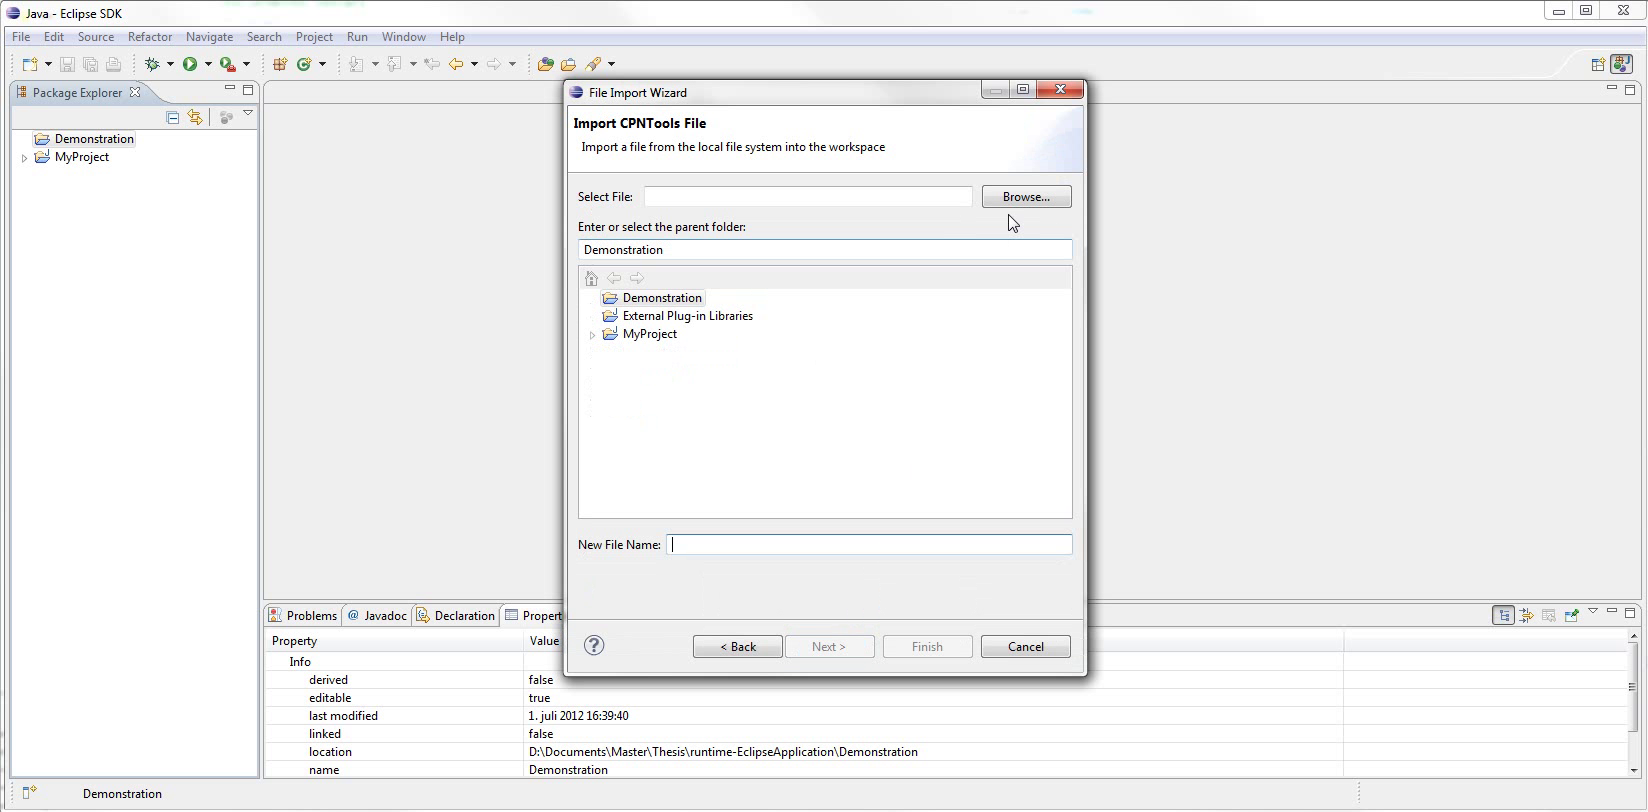 Java - Eclipse SDK
File Edit Source Refactor Navigate Search Project Run Window Help
Package Explorer
Demonstration
MyProject
File Import Wizard
Import CPNTools File
Import a file from the local file system into the workspace
Select File:
Browse...
Enter or select the parent folder:
Demonstration
Demonstration
External Plug-in Libraries
MyProject
New File Name:
< Back Next > Finish Cancel
Problems @ Javadoc Declaration Propert
Property Value
Info
derived false
editable true
last modified 1. juli 2012 16:39:40
linked false
location D:\Documents\Master\Thesis\runtime-EclipseApplication\Demonstration
name Demonstration
Demonstration